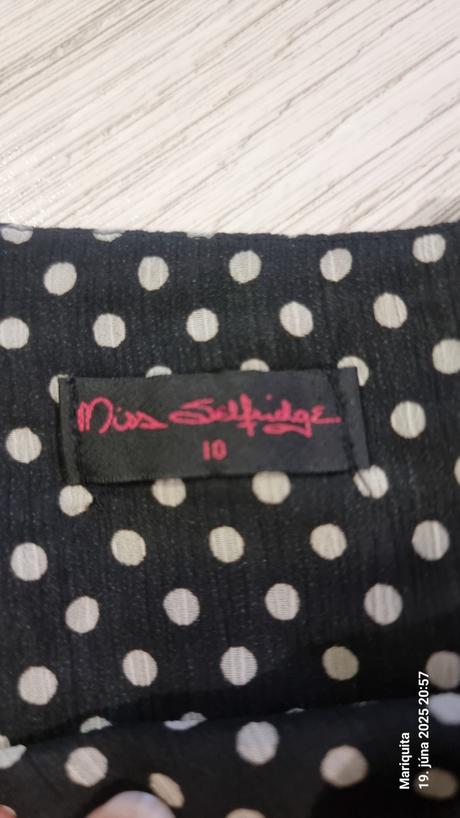 Miss Selfridge
10
Mariquita
19. júna 2025 20:57